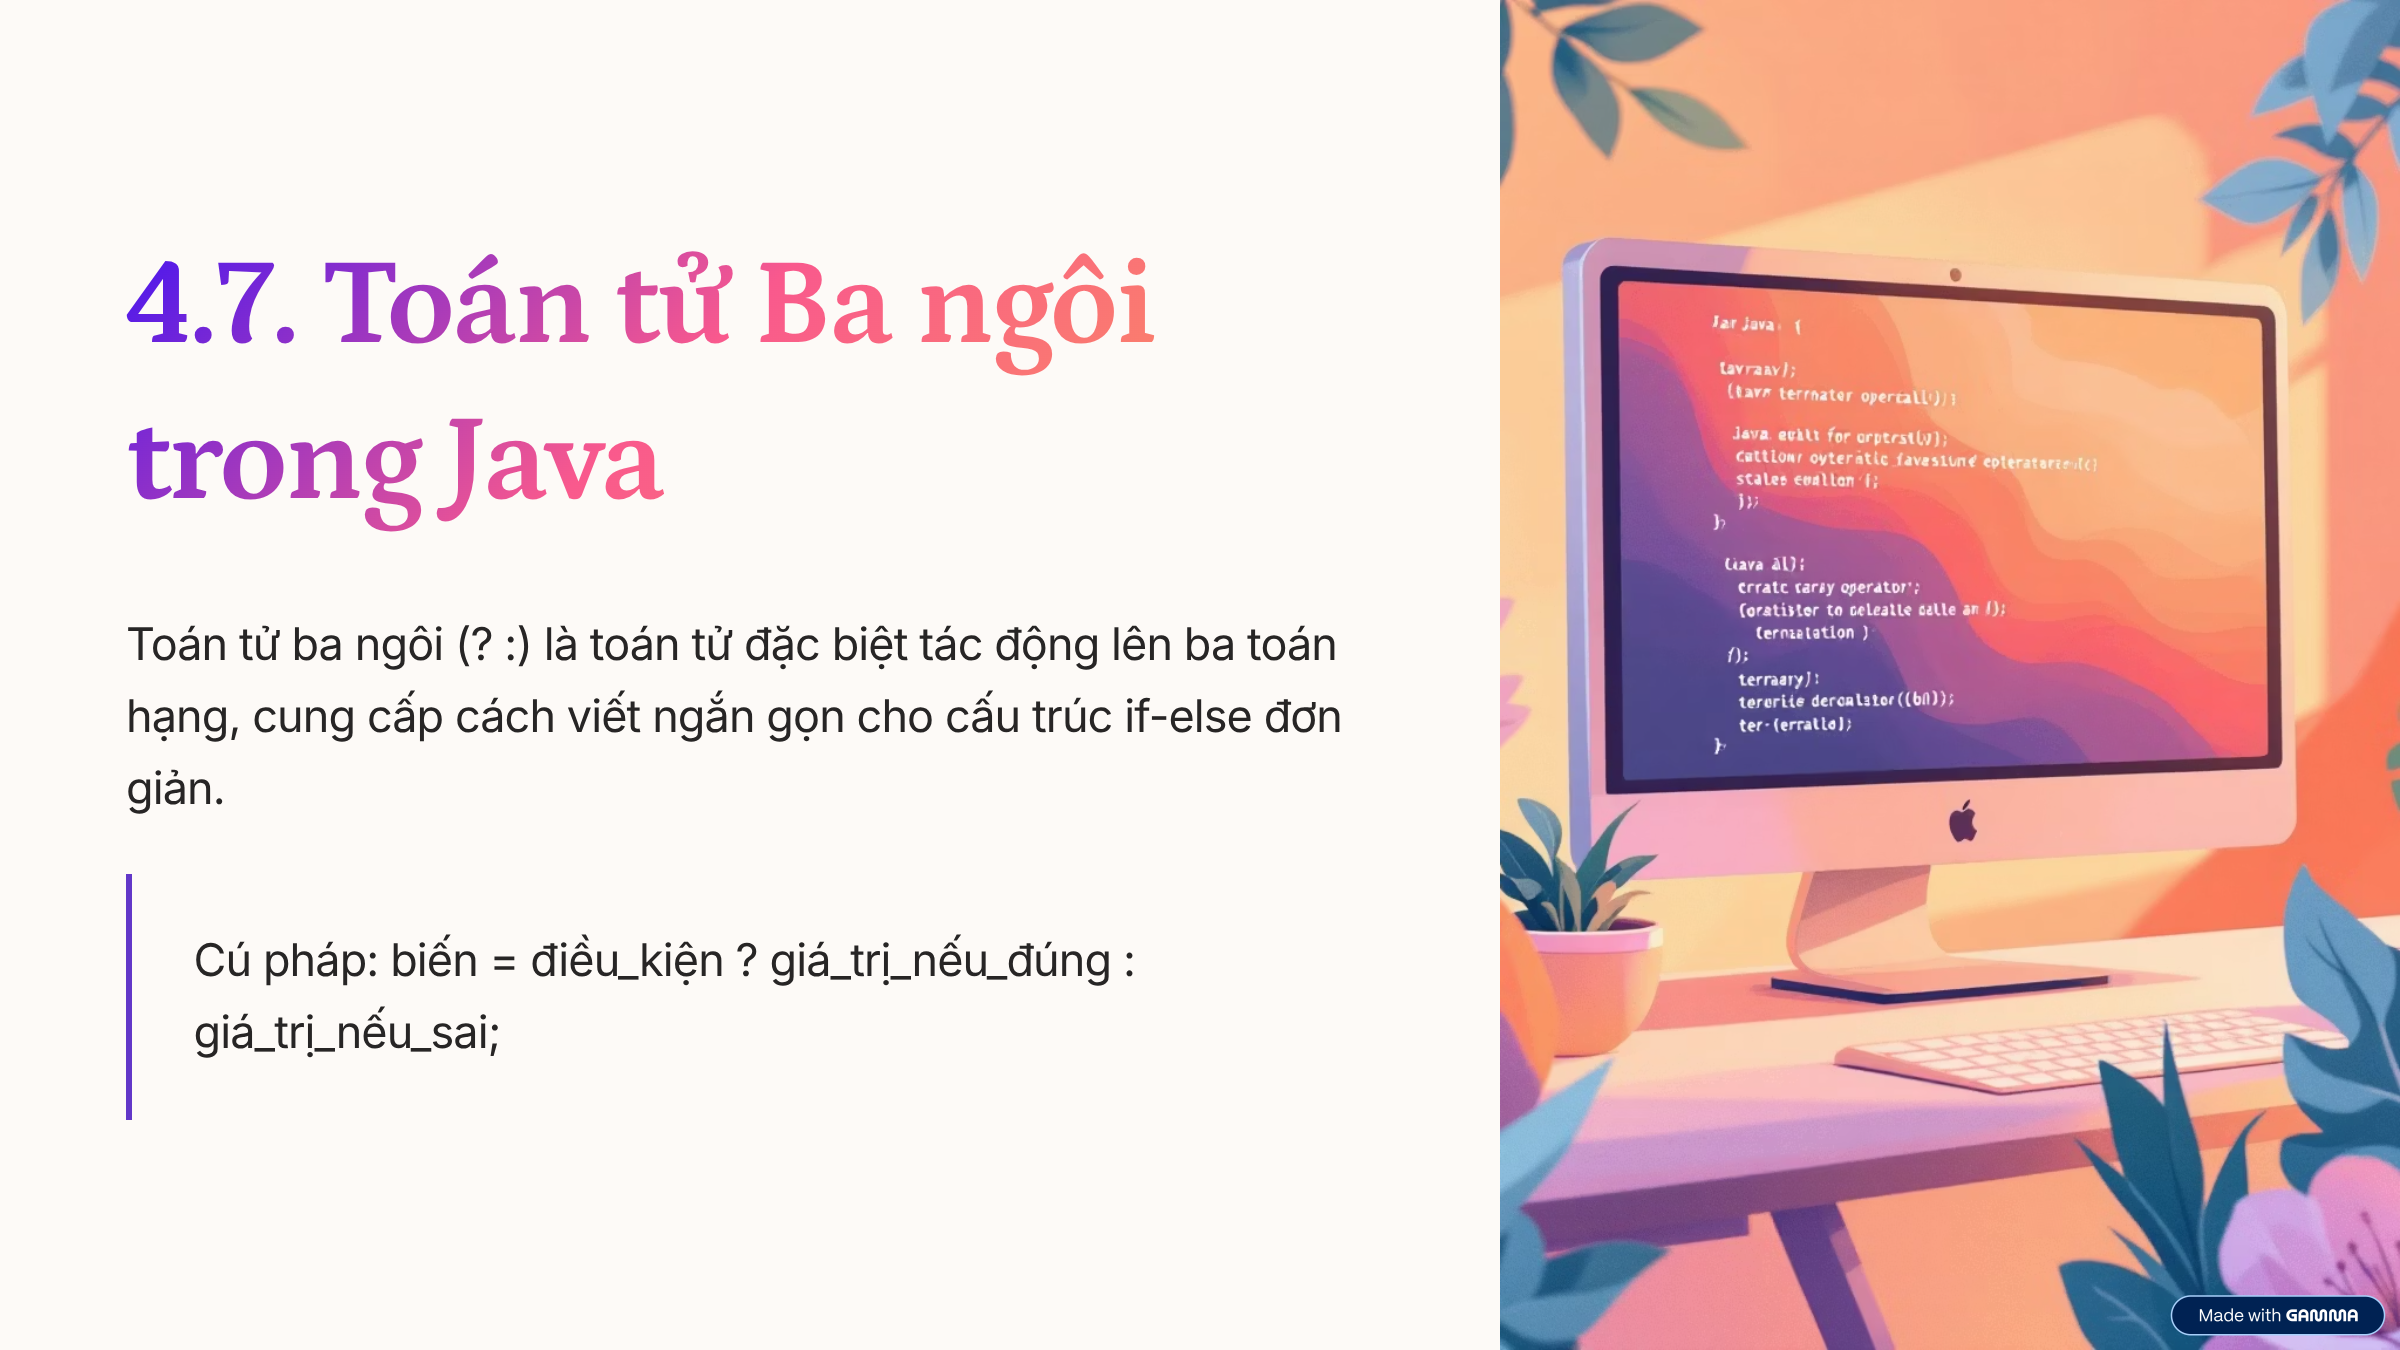 4.7. Toán tử Ba ngôi
trong Java
Toán tử ba ngôi (? :) là toán tử đặc biệt tác động lên ba toán
hạng, cung cấp cách viết ngắn gọn cho cấu trúc if-else đơn
giản.
Cú pháp: biến = điều_kiện ? giá_trị_nếu_đúng :
giá_trị_nếu_sai;
Made with GAMMA